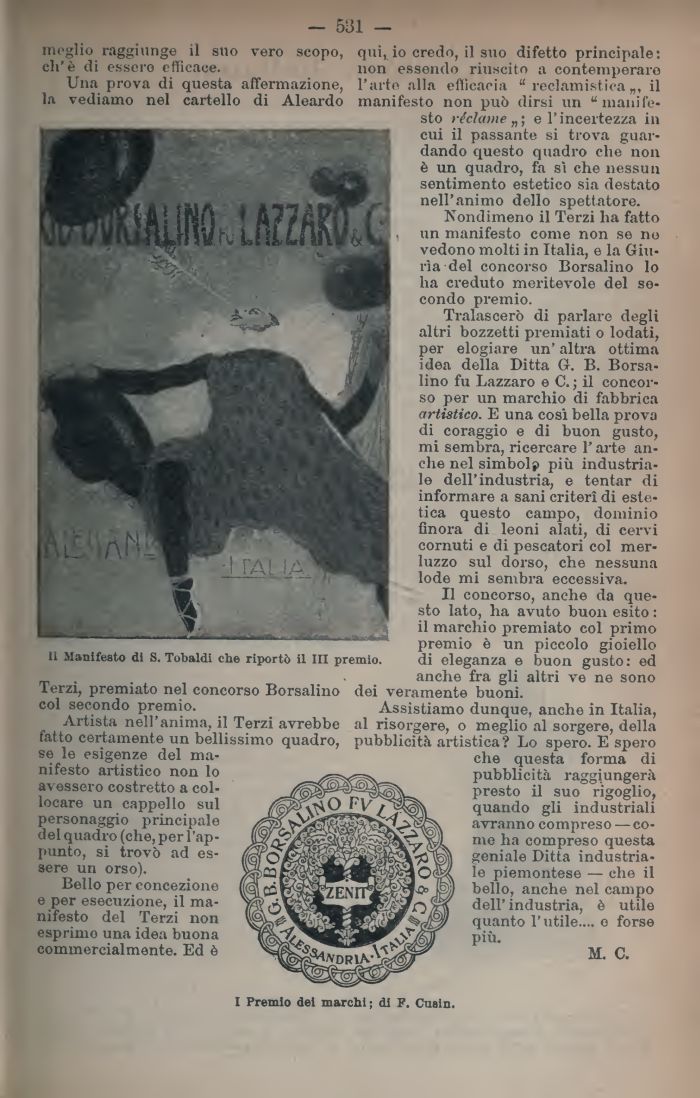 — 531 —
meglio raggiunge il suo vero scopo,
ch'è di essere efficace.
Una prova di questa affermazione,
la vediamo nel cartello di Aleardo
G.B. BORSALINO FU LAZZARO & C.
ITALIA
Il Manifesto di S. Tobaldi che riportò il III premio.
Terzi, premiato nel concorso Borsalino
col secondo premio.
Artista nell'anima, il Terzi avrebbe
fatto certamente un bellissimo quadro,
se le esigenze del ma-
nifesto artistico non lo
avessero costretto a col-
locare un cappello sul
personaggio principale
del quadro (che, per l'ap-
punto, si trovò ad es-
sere un orso).
Bello per concezione
e per esecuzione, il ma-
nifesto del Terzi non
esprime una idea buona
commercialmente. Ed è
qui, io credo, il suo difetto principale:
non essendo riuscito a contemperare
l'arte alla efficacia “ reclamistica „, il
manifesto non può dirsi un “ manife-
sto réclame „; e l'incertezza in
cui il passante si trova guar-
dando questo quadro che non
è un quadro, fa sì che nessun
sentimento estetico sia destato
nell'animo dello spettatore.
Nondimeno il Terzi ha fatto
un manifesto come non se ne
vedono molti in Italia, e la Giu-
ria del concorso Borsalino lo
ha creduto meritevole del se-
condo premio.
Tralascerò di parlare degli
altri bozzetti premiati o lodati,
per elogiare un' altra ottima
idea della Ditta G. B. Borsa-
lino fu Lazzaro e C.; il concor-
so per un marchio di fabbrica
artistico. E una così bella prova
di coraggio e di buon gusto,
mi sembra, ricercare l' arte an-
che nel simbolo più industria-
le dell'industria, e tentar di
informare a sani criterî di este-
tica questo campo, dominio
finora di leoni alati, di cervi
cornuti e di pescatori col mer-
luzzo sul dorso, che nessuna
lode mi sembra eccessiva.
Il concorso, anche da que-
sto lato, ha avuto buon esito:
il marchio premiato col primo
premio è un piccolo gioiello
di eleganza e buon gusto: ed
anche fra gli altri ve ne sono
dei veramente buoni.
Assistiamo dunque, anche in Italia,
al risorgere, o meglio al sorgere, della
pubblicità artistica? Lo spero. E spero
che questa forma di
pubblicità raggiungerà
presto il suo rigoglio,
quando gli industriali
avranno compreso — co-
me ha compreso questa
geniale Ditta industria-
le piemontese — che il
bello, anche nel campo
dell' industria, è utile
quanto l'utile.... e forse
più.
M. C.
G. B. BORSALINO FV LAZZARO & C.
ZENIT
ALESSANDRIA · ITALIA
I Premio dei marchi; di F. Cusin.